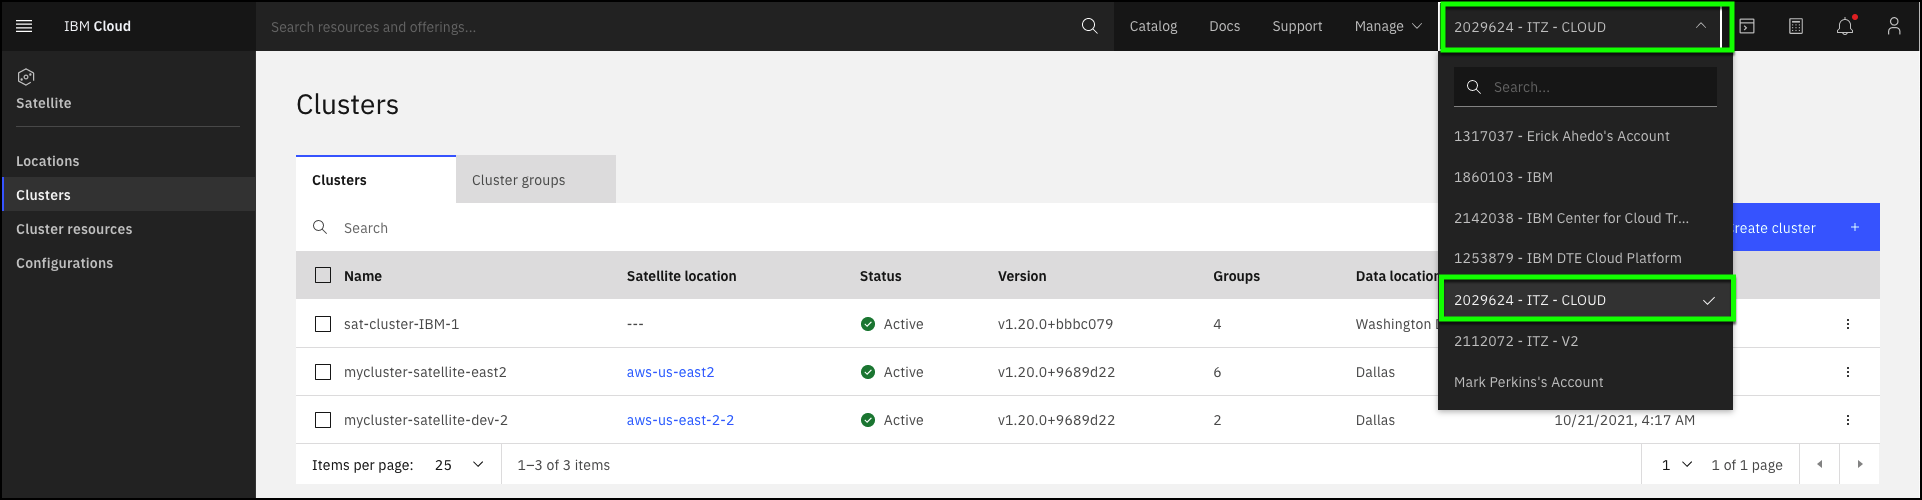 IBM Cloud
Search resources and offerings...
Catalog
Docs
Support
Manage
2029624 - ITZ - CLOUD
Satellite
Locations
Clusters
Cluster resources
Configurations
Clusters
Clusters
Cluster groups
Search
reate cluster +
Name
Satellite location
Status
Version
Groups
Data location
sat-cluster-IBM-1
---
Active
v1.20.0+bbbc079
4
Washington
mycluster-satellite-east2
aws-us-east2
Active
v1.20.0+9689d22
6
Dallas
mycluster-satellite-dev-2
aws-us-east-2-2
Active
v1.20.0+9689d22
2
Dallas
10/21/2021, 4:17 AM
Items per page: 25
1–3 of 3 items
1
1 of 1 page
Search...
1317037 - Erick Ahedo's Account
1860103 - IBM
2142038 - IBM Center for Cloud Tr...
1253879 - IBM DTE Cloud Platform
2029624 - ITZ - CLOUD
2112072 - ITZ - V2
Mark Perkins's Account